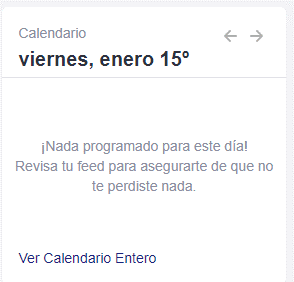 Calendario
viernes, enero 15º
¡Nada programado para este día!
Revisa tu feed para asegurarte de que no
te perdiste nada.
Ver Calendario Entero